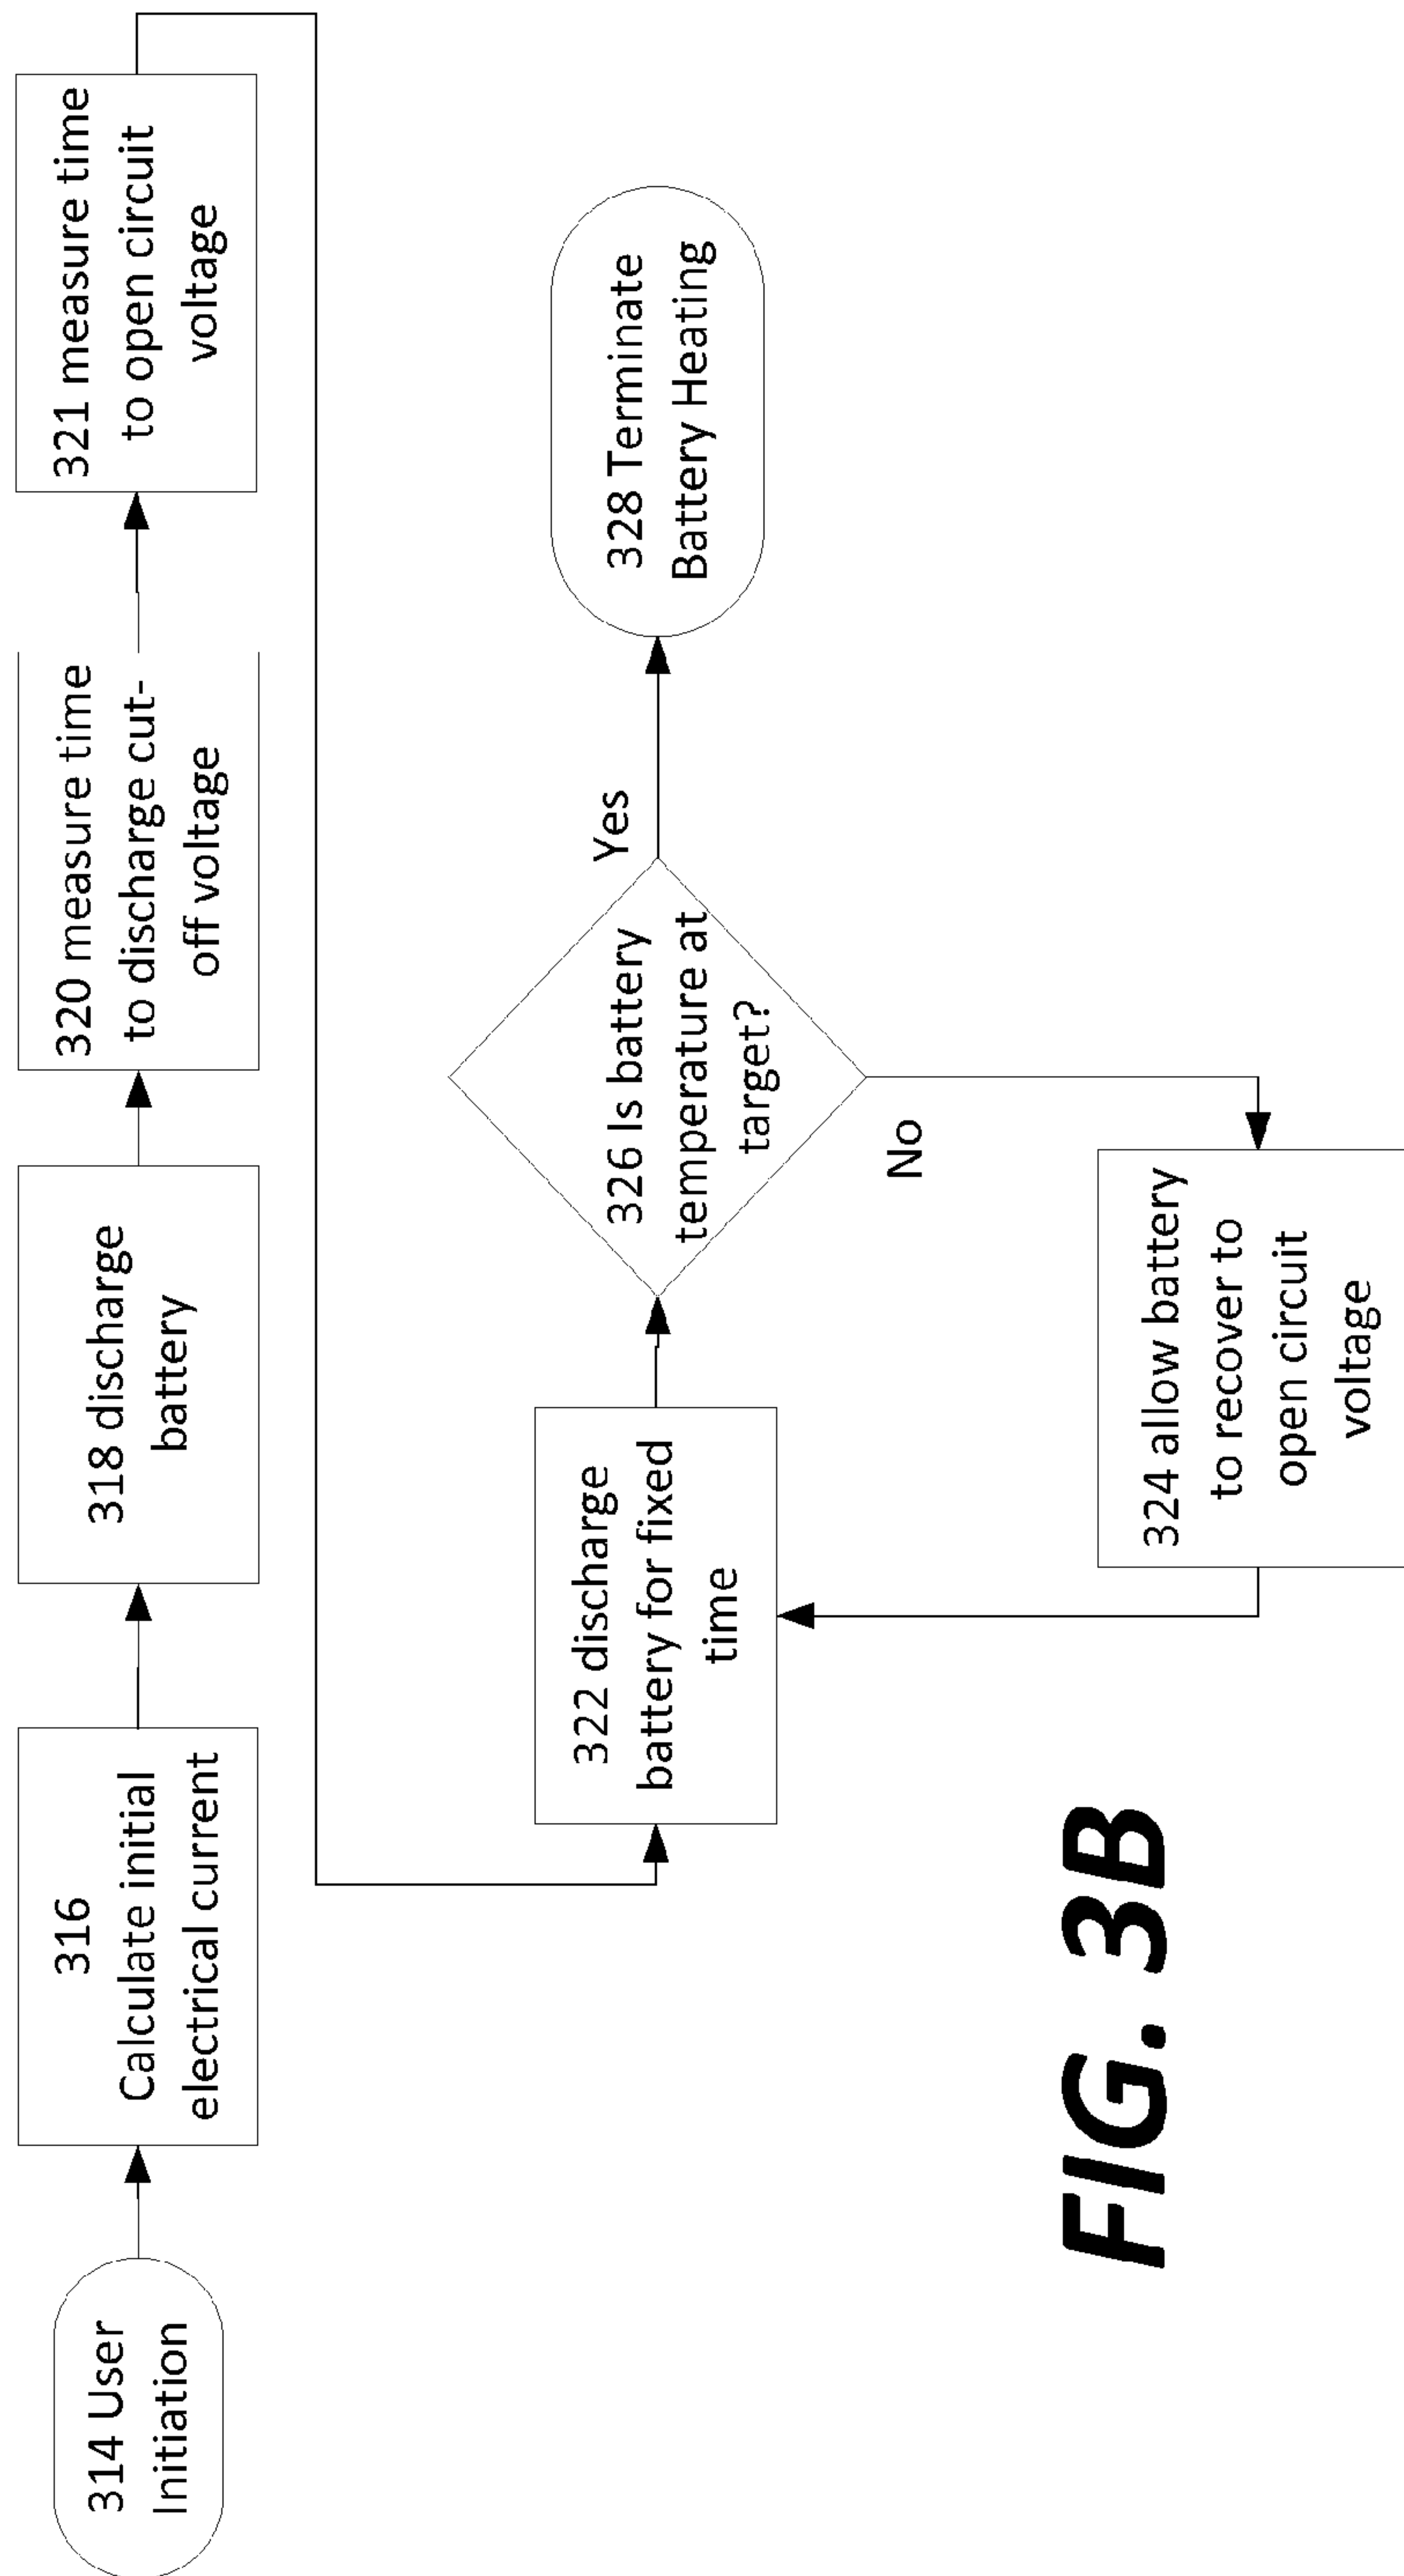 314 User
Initiation
316
Calculate initial
electrical current
318 discharge
battery
320 measure time
to discharge cut-
off voltage
321 measure time
to open circuit
voltage
322 discharge
battery for fixed
time
326 Is battery
temperature at
target?
Yes
328 Terminate
Battery Heating
No
324 allow battery
to recover to
open circuit
voltage
FIG. 3B